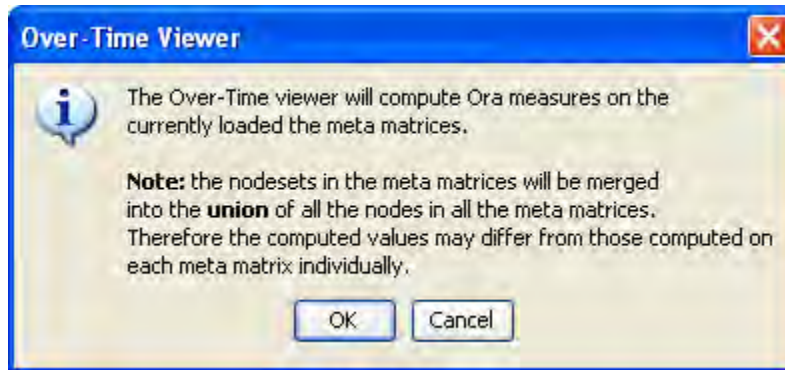 Over-Time Viewer
The Over-Time viewer will compute Ora measures on the
currently loaded the meta matrices.
Note: the nodesets in the meta matrices will be merged
into the union of all the nodes in all the meta matrices.
Therefore the computed values may differ from those computed on
each meta matrix individually.
OK Cancel